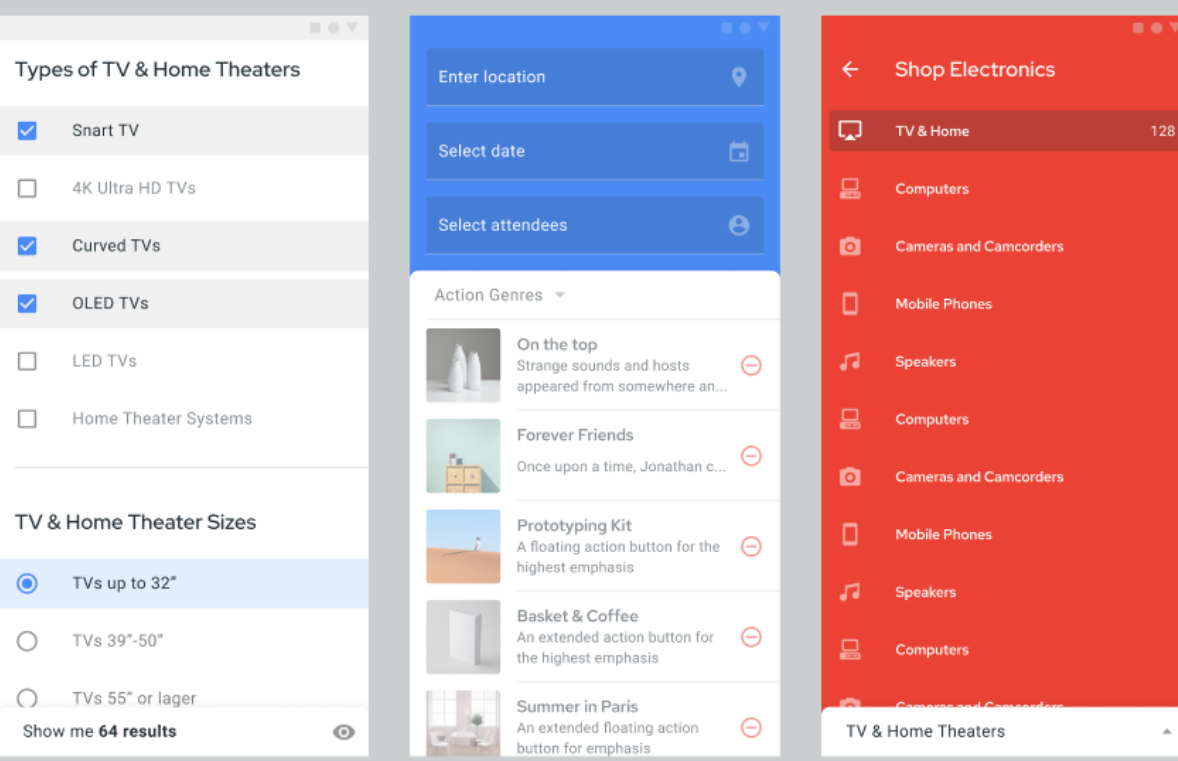 Types of TV & Home Theaters
Snart TV
4K Ultra HD TVs
Curved TVs
OLED TVs
LED TVs
Home Theater Systems
TV & Home Theater Sizes
TVs up to 32”
TVs 39”-50”
TVs 55” or lager
Show me 64 results
Enter location
Select date
Select attendees
Action Genres
On the top
Strange sounds and hosts
appeared from somewhere an...
Forever Friends
Once upon a time, Jonathan c...
Prototyping Kit
A floating action button for the
highest emphasis
Basket & Coffee
An extended action button for
the highest emphasis
Summer in Paris
An extended floating action
button for emphasis
Shop Electronics
TV & Home 128
Computers
Cameras and Camcorders
Mobile Phones
Speakers
Computers
Cameras and Camcorders
Mobile Phones
Speakers
Computers
Cameras and Camcorders
TV & Home Theaters